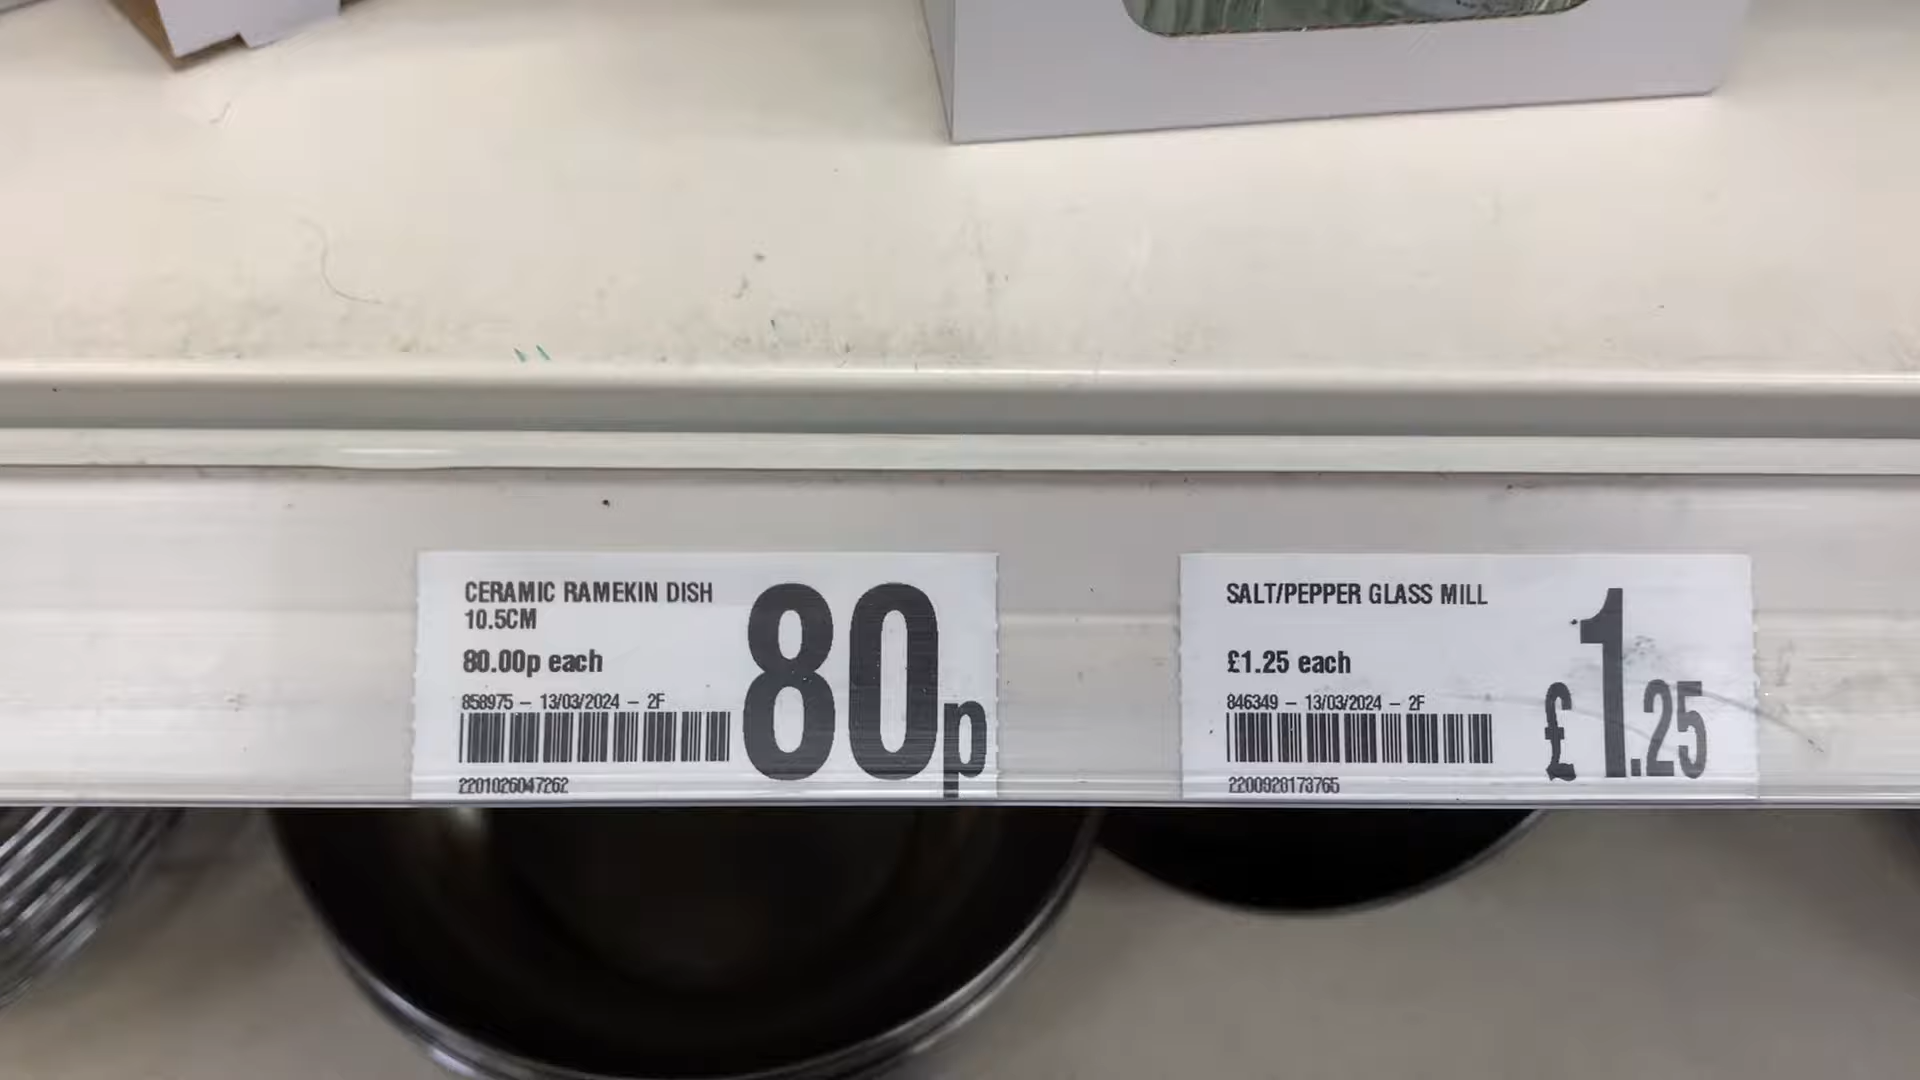 CERAMIC RAMEKIN DISH
10.5CM
80.00p each
858975 – 13/03/2024 – 2F
2201026047262
80p
SALT/PEPPER GLASS MILL
£1.25 each
846349 – 13/03/2024 – 2F
2200920173765
£1.25